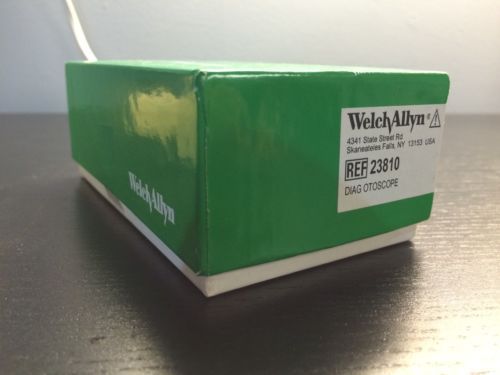 WelchAllyn
WelchAllyn ®
4341 State Street Rd
Skaneateles Falls, NY 13153 USA
REF 23810
DIAG OTOSCOPE